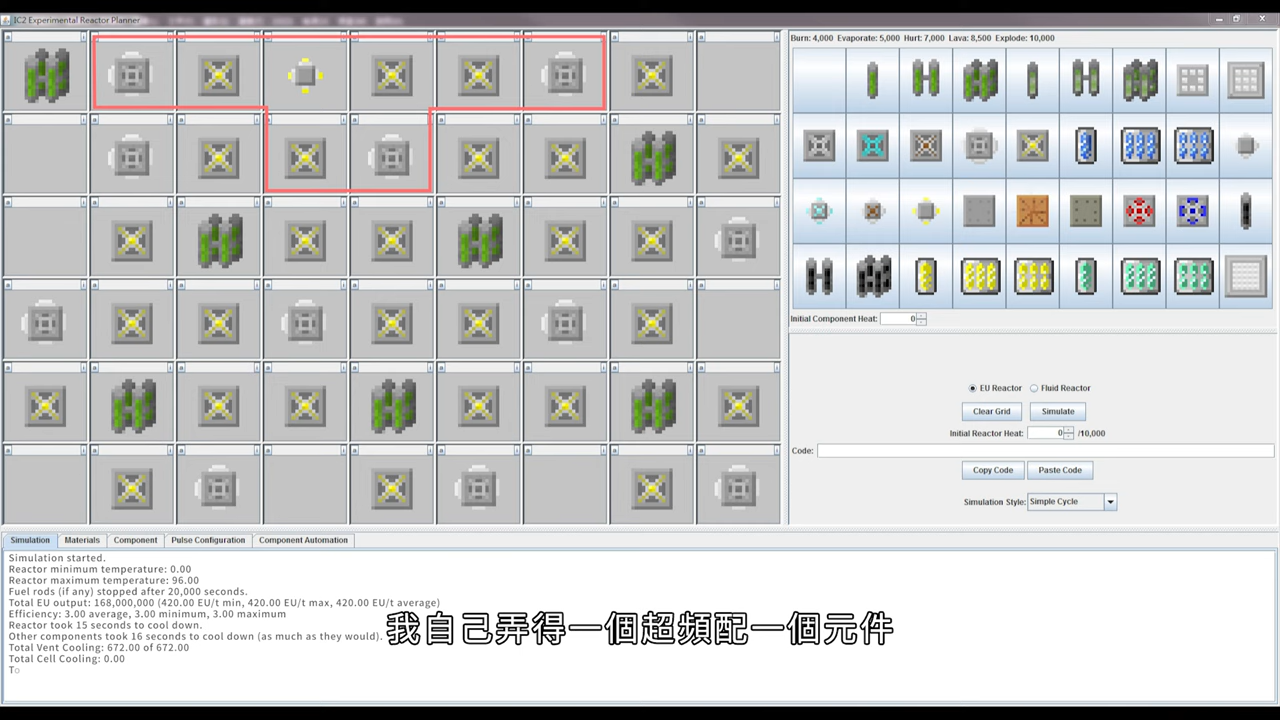 IC2 Experimental Reactor Planner
Burn: 4,000 Evaporate: 5,000 Hurt: 7,000 Lava: 8,500 Explode: 10,000
Initial Component Heat: 0
EU Reactor Fluid Reactor
Clear Grid Simulate
Initial Reactor Heat: 0 /10,000
Code:
Copy Code Paste Code
Simulation Style: Simple Cycle
Simulation Materials Component Pulse Configuration Component Automation
Simulation started.
Reactor minimum temperature: 0.00
Reactor maximum temperature: 96.00
Fuel rods (if any) stopped after 20,000 seconds.
Total EU output: 168,000,000 (420.00 EU/t min, 420.00 EU/t max, 420.00 EU/t average)
Efficiency: 3.00 average, 3.00 minimum, 3.00 maximum
Reactor took 15 seconds to cool down.
Other components took 16 seconds to cool down (as much as they would).
Total Vent Cooling: 672.00 of 672.00
Total Cell Cooling: 0.00
To
我自己弄得一個超頻配一個元件